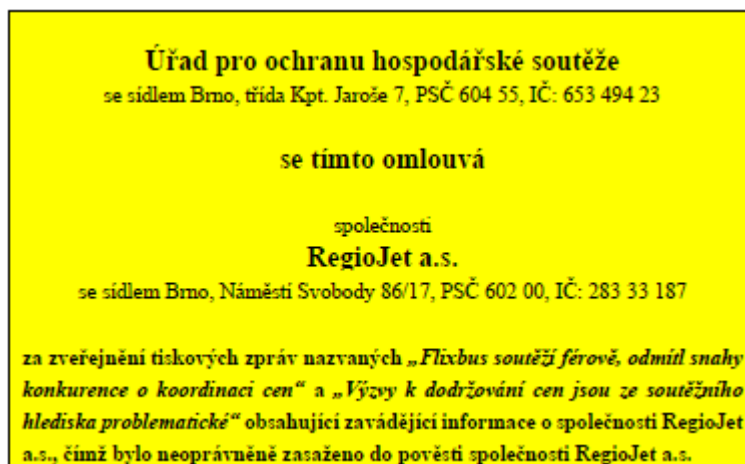 Úřad pro ochranu hospodářské soutěže
se sídlem Brno, třída Kpt. Jaroše 7, PSČ 604 55, IČ: 653 494 23
se tímto omlouvá
společnosti
RegioJet a.s.
se sídlem Brno, Náměstí Svobody 86/17, PSČ 602 00, IČ: 283 33 187
za zveřejnění tiskových zpráv nazvaných „Flixbus soutěží férově, odmítl snahy
konkurence o koordinaci cen“ a „Výzvy k dodržování cen jsou ze soutěžního
hlediska problematické“ obsahující zavádějící informace o společnosti RegioJet
a.s., čímž bylo neoprávněně zasaženo do pověsti společnosti RegioJet a.s.